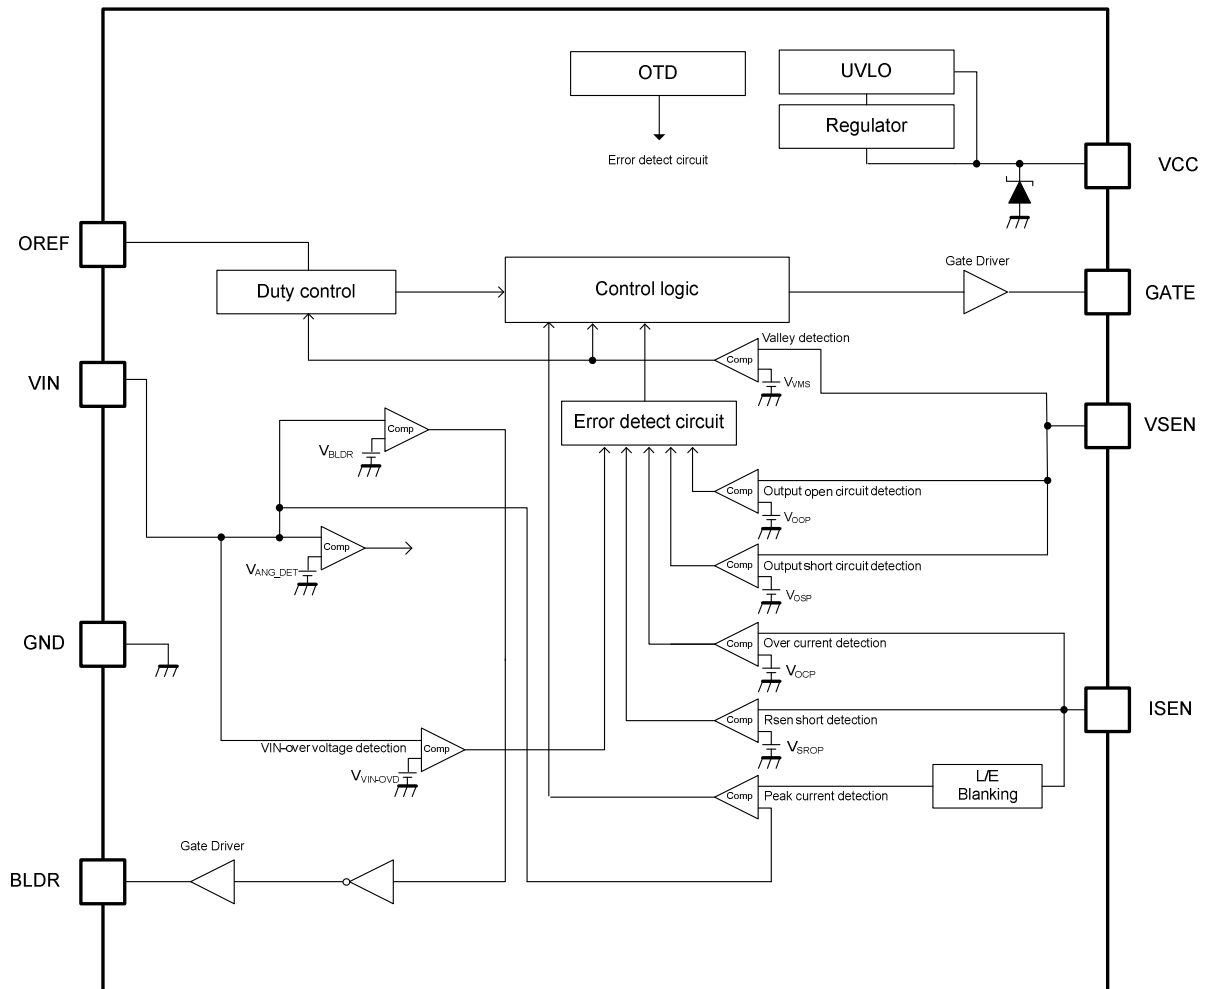 OTD
UVLO
Regulator
Error detect circuit
VCC
OREF
Duty control
Control logic
Gate Driver
GATE
Valley detection
Comp
VVMS
VIN
Error detect circuit
VSEN
Comp
VBLDR
Comp
Output open circuit detection
VOOP
Comp
VANG_DET
Comp
Output short circuit detection
VOSP
GND
Comp
Over current detection
VOCP
ISEN
Comp
Rsen short detection
VSROP
VIN-over voltage detection
Comp
VVIN-OVD
L/E
Blanking
Comp
Peak current detection
Gate Driver
BLDR